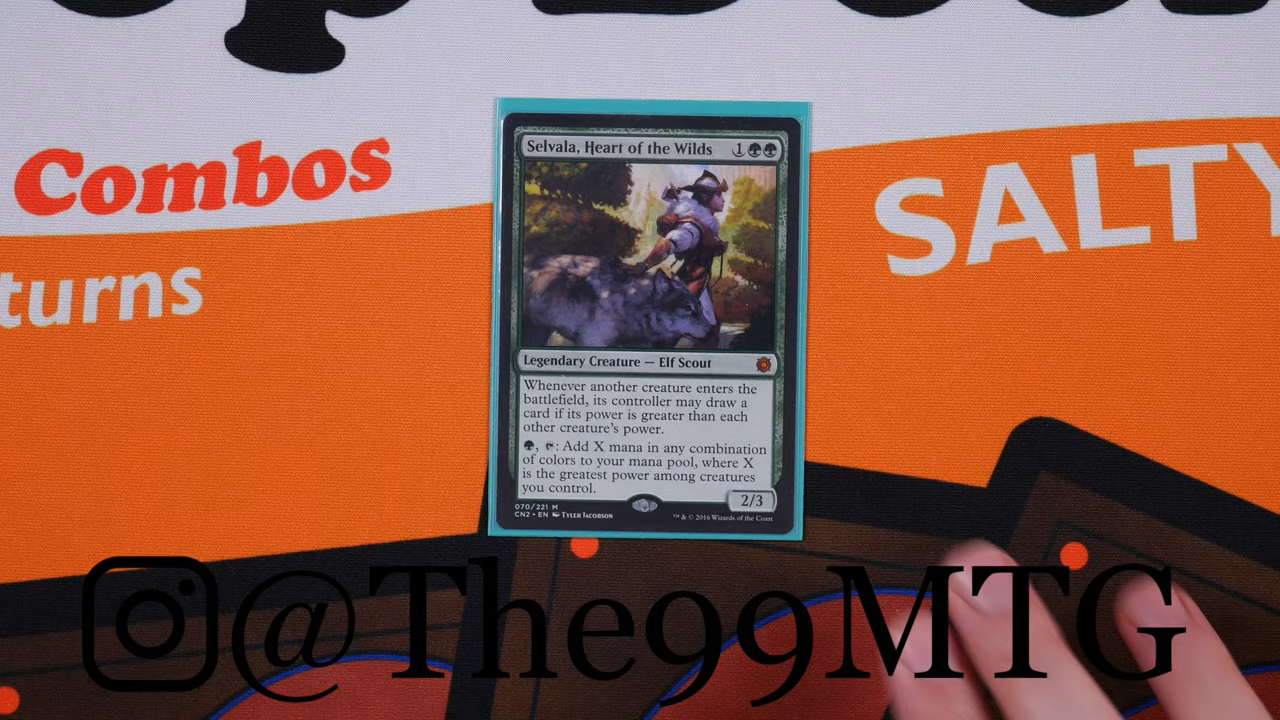 Combos
turns
SALTY
Selvala, Heart of the Wilds 1
Legendary Creature — Elf Scout
Whenever another creature enters the
battlefield, its controller may draw a
card if its power is greater than each
other creature's power.
, : Add X mana in any combination
of colors to your mana pool, where X
is the greatest power among creatures
you control.
2/3
070/221 M
CN2 • EN TYLER JACOBSON
™ & © 2016 Wizards of the Coast
@The99MTG